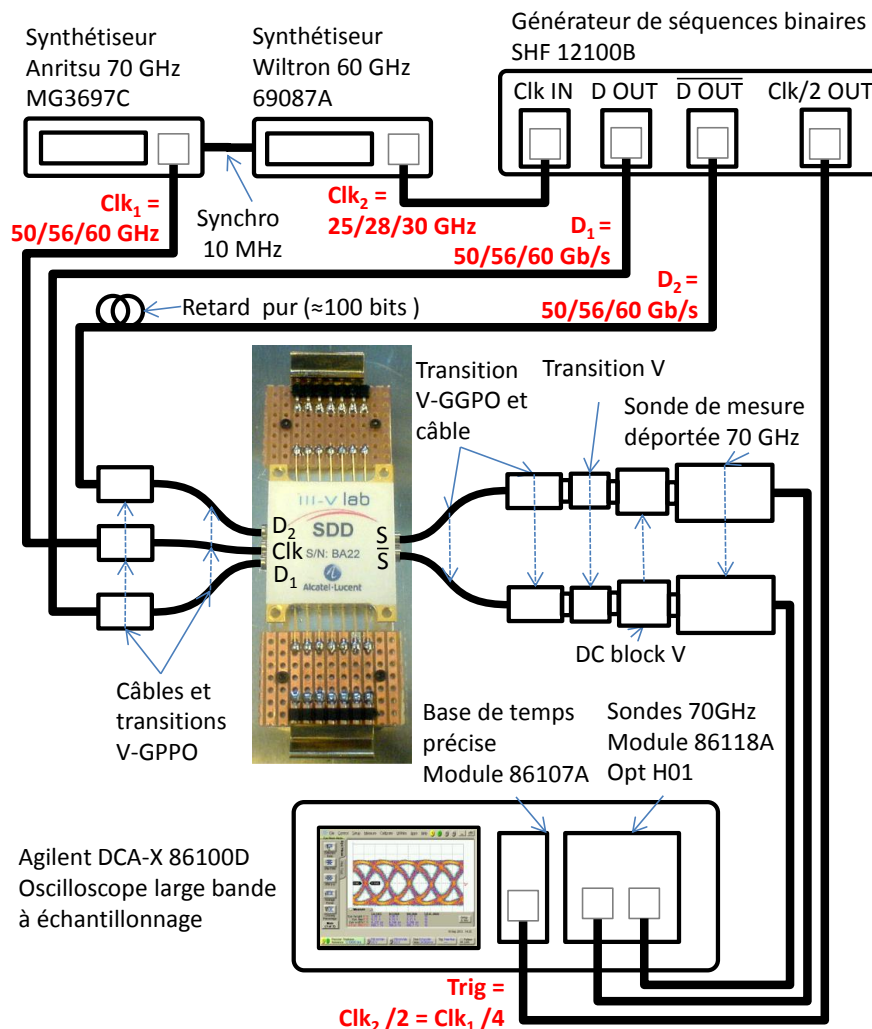 Synthétiseur
Anritsu 70 GHz
MG3697C
Synthétiseur
Wiltron 60 GHz
69087A
Générateur de séquences binaires
SHF 12100B
Clk IN
D OUT
D OUT
Clk/2 OUT
Clk1 =
50/56/60 GHz
Synchro
10 MHz
Clk2 =
25/28/30 GHz
D1 =
50/56/60 Gb/s
D2 =
50/56/60 Gb/s
Retard pur (≈100 bits )
Transition
V-GGPO et
câble
Transition V
Sonde de mesure
déportée 70 GHz
III-V lab
SDD
S/N: BA22
Alcatel·Lucent
D2
Clk
D1
S
S
DC block V
Câbles et
transitions
V-GPPO
Base de temps
précise
Module 86107A
Sondes 70GHz
Module 86118A
Opt H01
Agilent DCA-X 86100D
Oscilloscope large bande
à échantillonnage
Trig =
Clk2 /2 = Clk1 /4